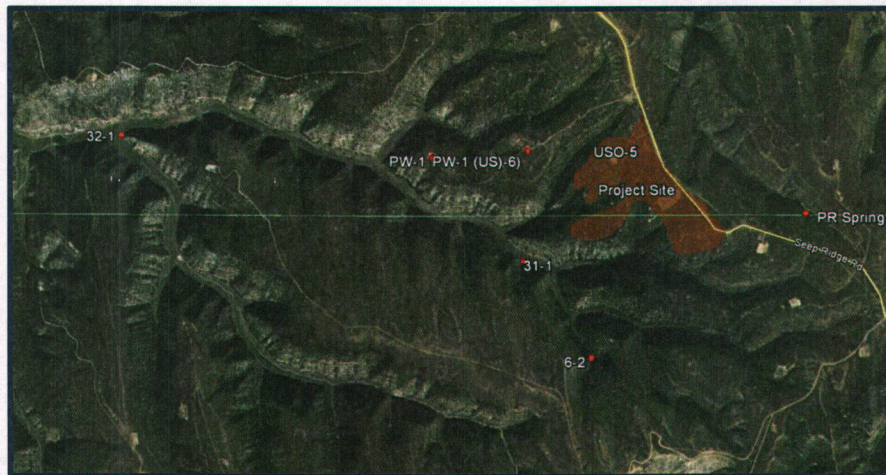 32-1
PW-1 PW-1 (US)-6)
USO-5
Project Site
PR Spring
Seep Ridge Rd
31-1
6-2